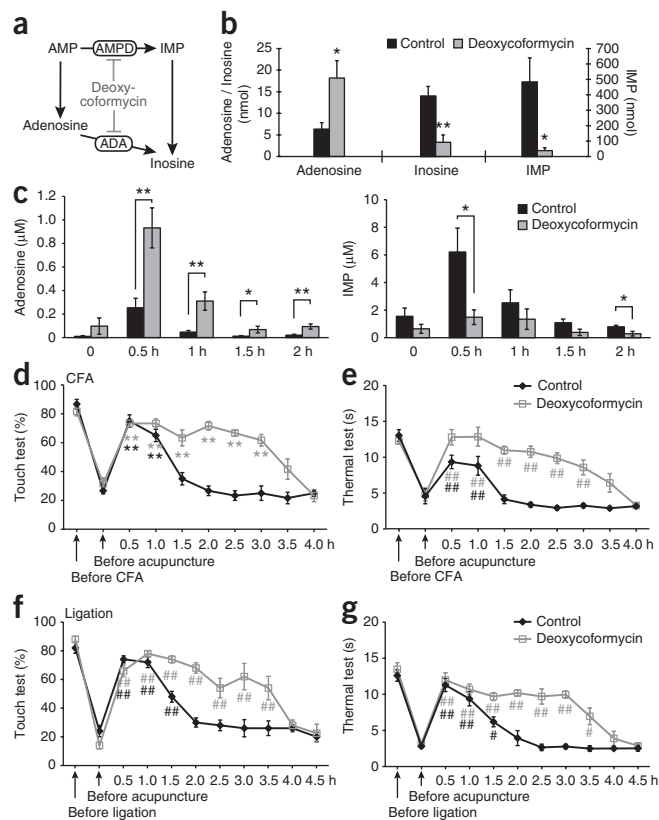 a
AMP AMPD IMP
Deoxy-
coformycin
Adenosine
ADA
Inosine
b
Control Deoxycoformycin
Adenosine / Inosine
(nmol)
25
20
15
10
5
0
* ** *
Adenosine Inosine IMP
700
600
500
400
300
200
100
0
IMP
(nmol)
c
Adenosine (µM)
1.2
1.0
0.8
0.6
0.4
0.2
0
** ** * **
0 0.5 h 1 h 1.5 h 2 h
IMP (µM)
10
8
6
4
2
0
Control
Deoxycoformycin
* *
0 0.5 h 1 h 1.5 h 2 h
d
CFA
Touch test (%)
100
80
60
40
20
0
** ** ** ** ** **
** **
0.5 1.0 1.5 2.0 2.5 3.0 3.5 4.0 h
Before acupuncture
Before CFA
e
Control
Deoxycoformycin
Thermal test (s)
20
15
10
5
0
## ## ## ## ## ##
## ##
0.5 1.0 1.5 2.0 2.5 3.0 3.5 4.0 h
Before acupuncture
Before CFA
f
Ligation
Touch test (%)
100
80
60
40
20
0
## ## ## ## ## ## ##
## ## ##
0.5 1.0 1.5 2.0 2.5 3.0 3.5 4.0 4.5 h
Before acupuncture
Before ligation
g
Control
Deoxycoformycin
Thermal test (s)
20
15
10
5
0
## ## ## ## ## ## #
## ## #
0.5 1.0 1.5 2.0 2.5 3.0 3.5 4.0 4.5 h
Before acupuncture
Before ligation